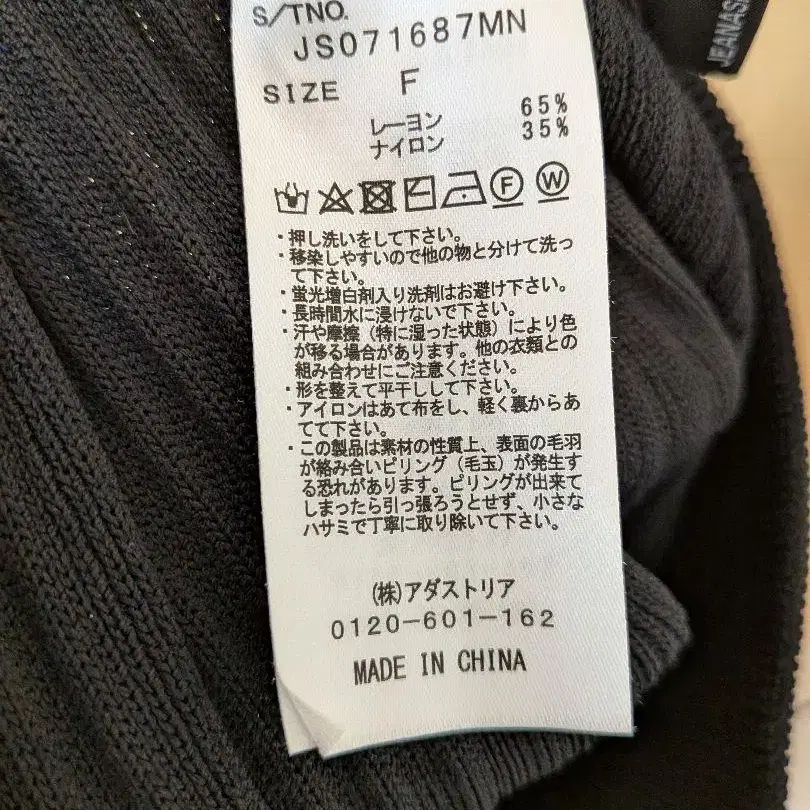 S/TNO.
JS071687MN
SIZE F
レーヨン 65%
ナイロン 35%
F W
・押し洗いをして下さい。
・移染しやすいので他の物と分けて洗っ
て下さい。
・蛍光増白剤入り洗剤はお避け下さい。
・長時間水に浸けないで下さい。
・汗や摩擦（特に湿った状態）により色
が移る場合があります。他の衣類との
組み合わせにご注意ください。
・形を整えて平干しして下さい。
・アイロンはあて布をし、軽く裏からあ
てて下さい。
・この製品は素材の性質上、表面の毛羽
が絡み合いピリング（毛玉）が発生す
る恐れがあります。ピリングが出来て
しまったら引っ張ろうとせず、小さな
ハサミで丁寧に取り除いて下さい。
(株)アダストリア
0120-601-162
MADE IN CHINA